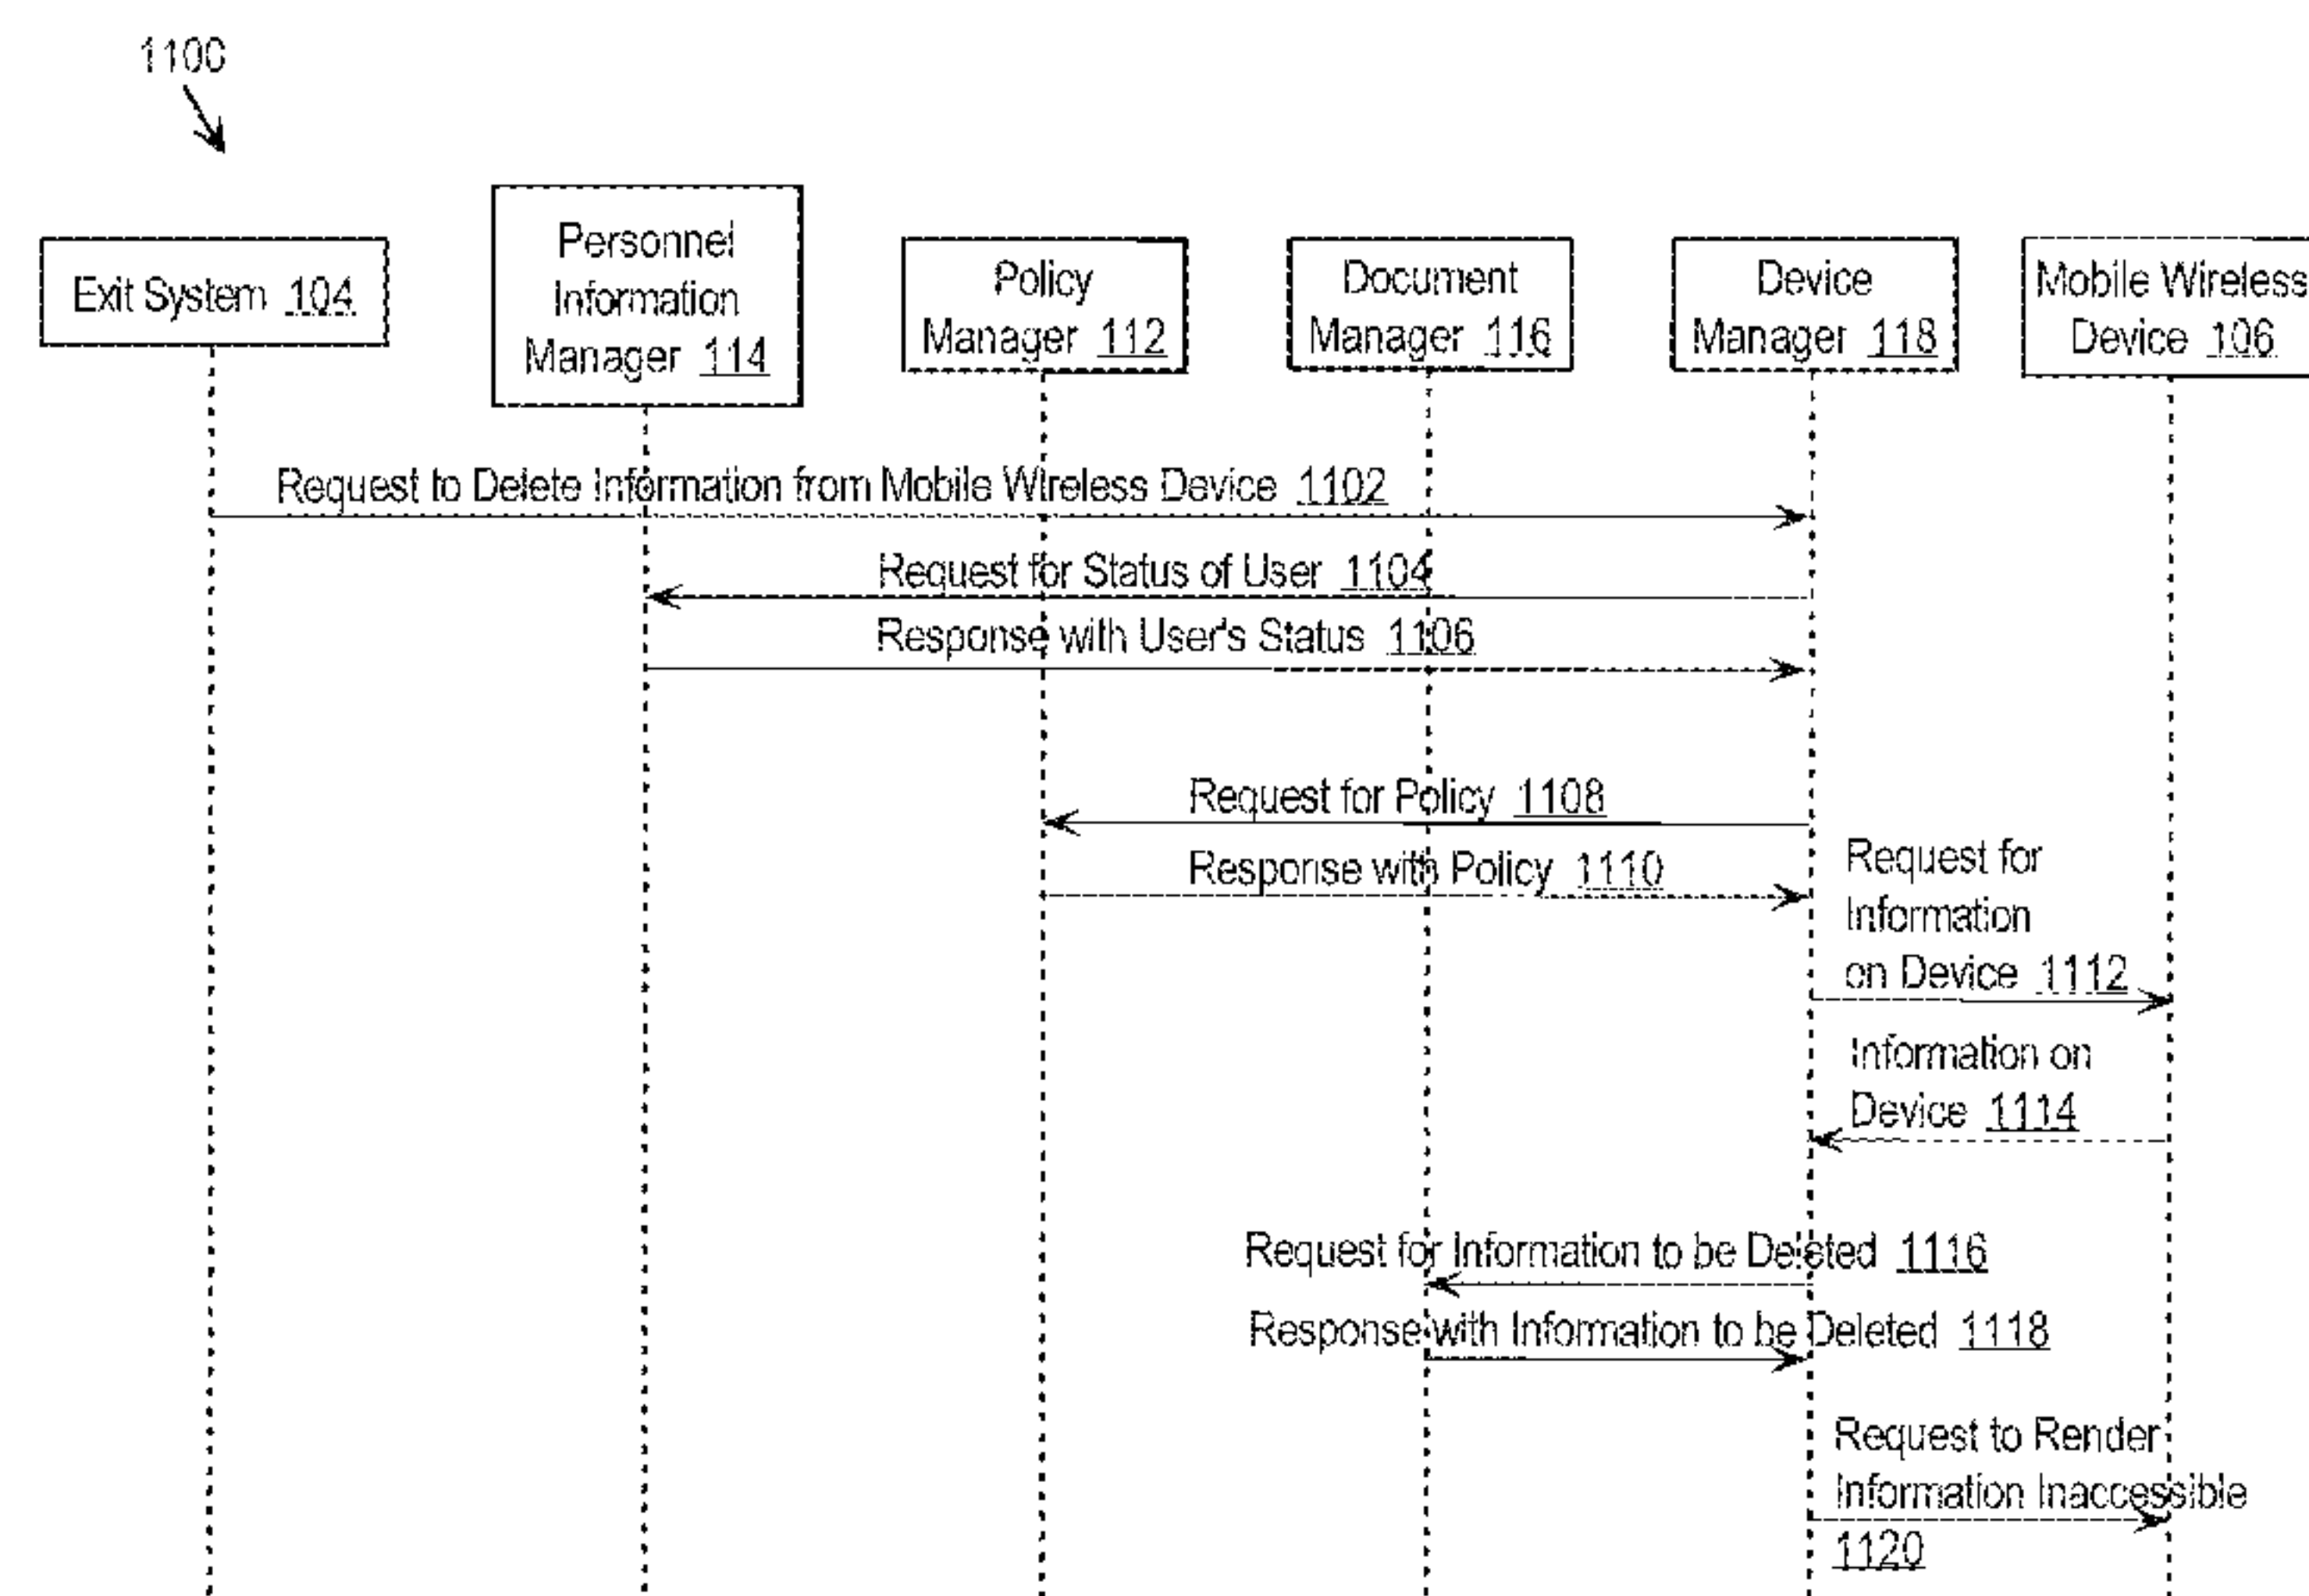 1100
Exit System 104
Personnel
Information
Manager 114
Policy
Manager 112
Document
Manager 116
Device
Manager 118
Mobile Wireless
Device 106
Request to Delete Information from Mobile Wireless Device 1102
Request for Status of User 1104
Response with User's Status 1106
Request for Policy 1108
Response with Policy 1110
Request for
Information
on Device 1112
Information on
Device 1114
Request for Information to be Deleted 1116
Response with Information to be Deleted 1118
Request to Render
Information Inaccessible
1120